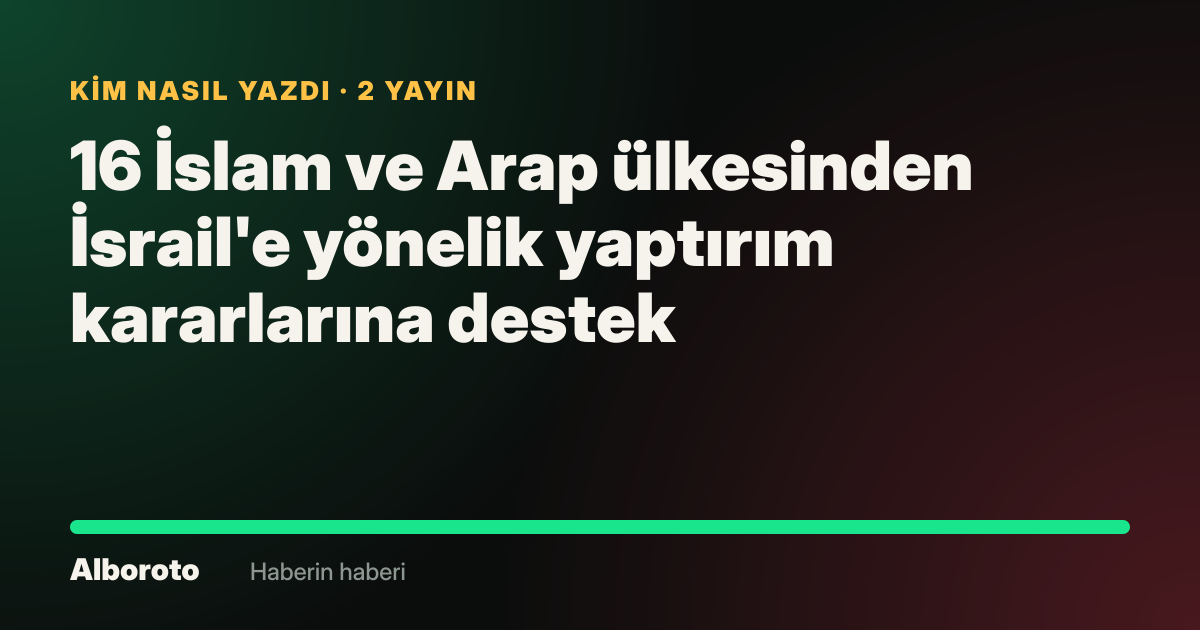 KİM NASIL YAZDI · 2 YAYIN
16 İslam ve Arap ülkesinden
İsrail'e yönelik yaptırım
kararlarına destek
Alboroto
Haberin haberi